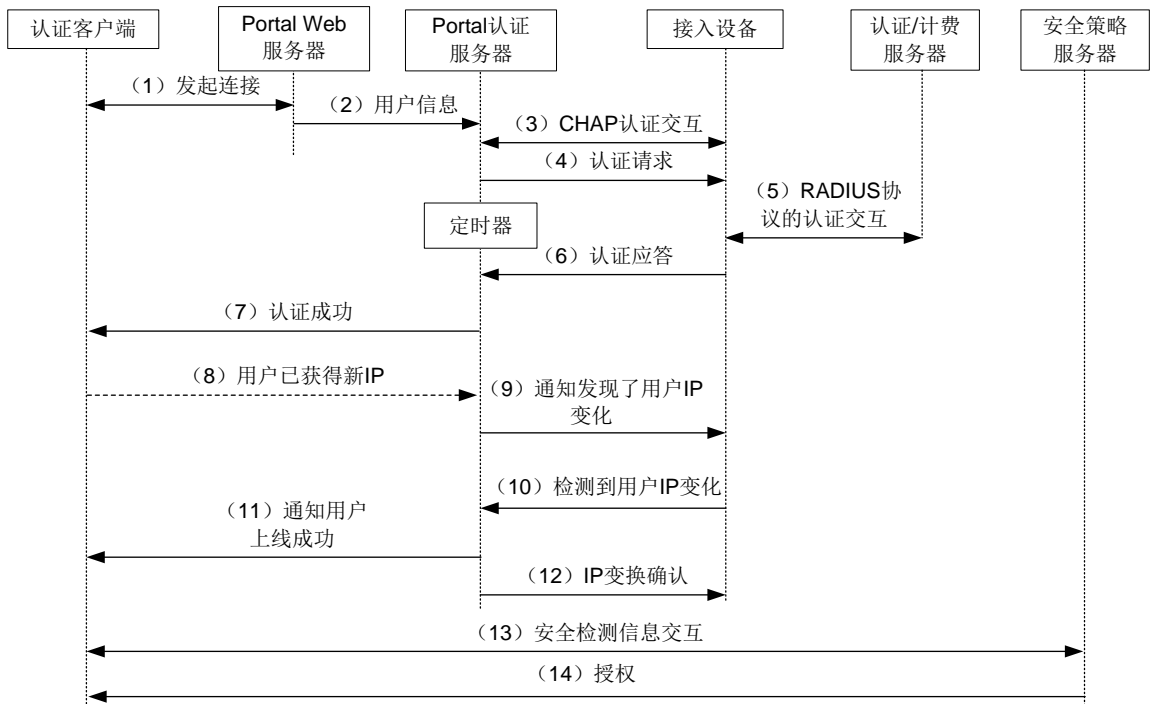 认证客户端
Portal Web
服务器
Portal认证
服务器
接入设备
认证/计费
服务器
安全策略
服务器
（1）发起连接
（2）用户信息
（3）CHAP认证交互
（4）认证请求
（5）RADIUS协
议的认证交互
定时器
（6）认证应答
（7）认证成功
（8）用户已获得新IP
（9）通知发现了用户IP
变化
（10）检测到用户IP变化
（11）通知用户
上线成功
（12）IP变换确认
（13）安全检测信息交互
（14）授权